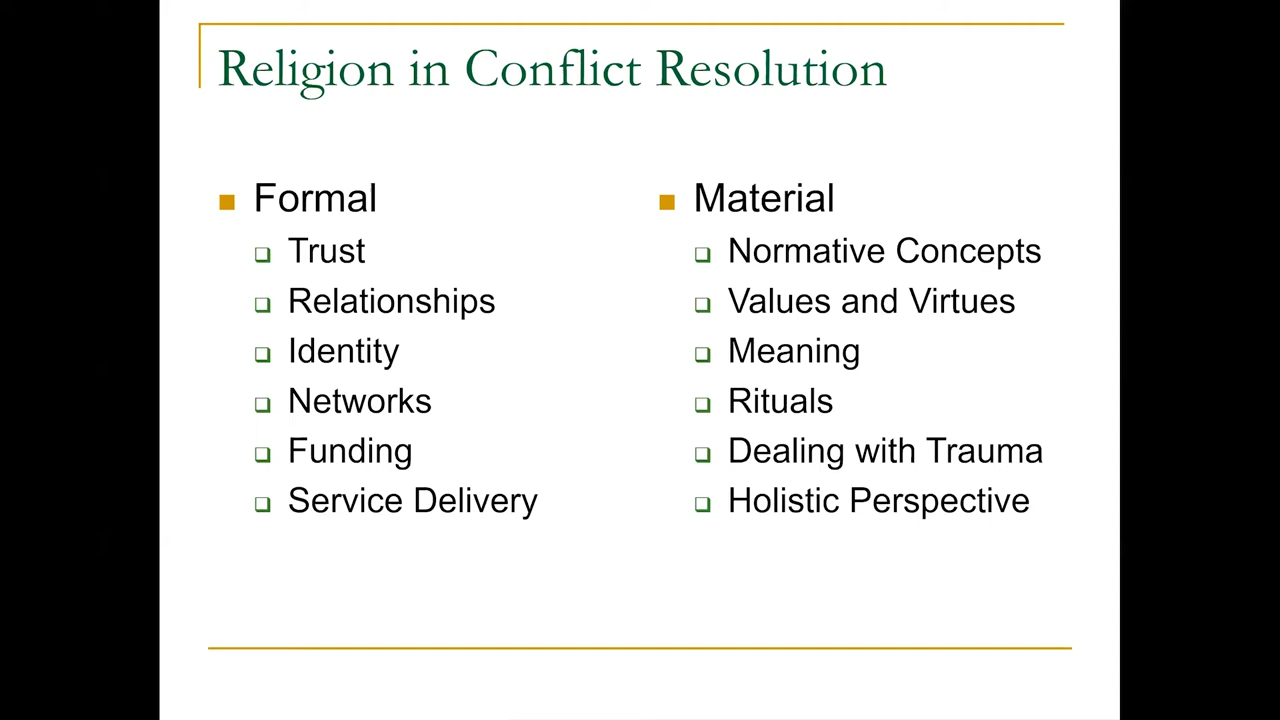 Religion in Conflict Resolution
Formal
Trust
Relationships
Identity
Networks
Funding
Service Delivery
Material
Normative Concepts
Values and Virtues
Meaning
Rituals
Dealing with Trauma
Holistic Perspective